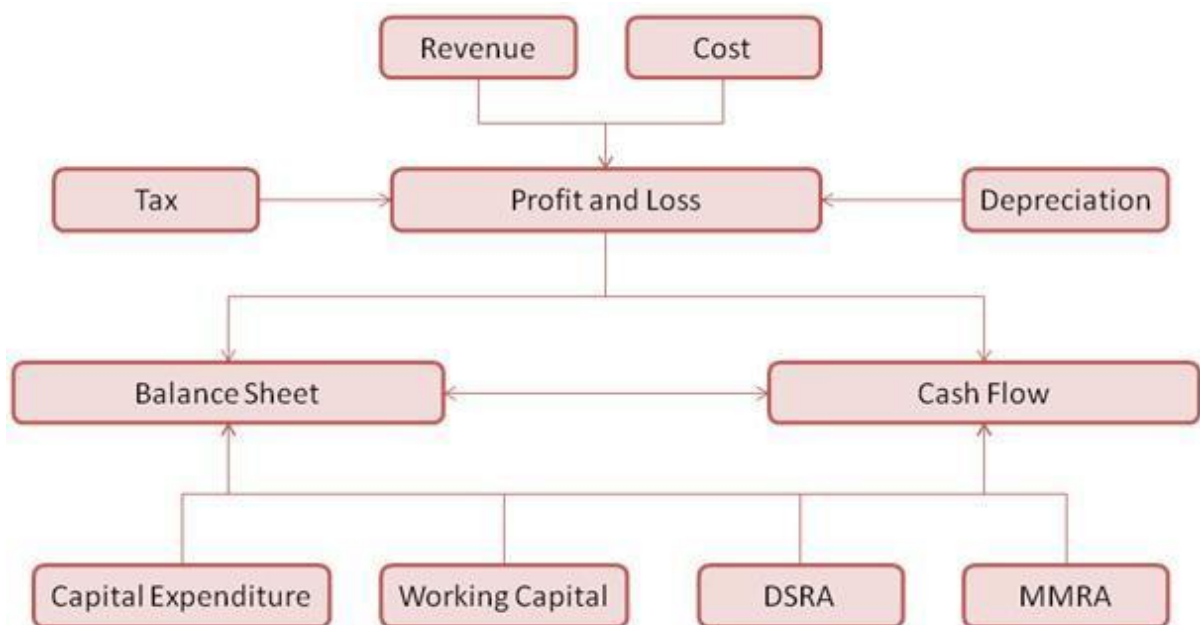 Revenue
Cost
Tax
Profit and Loss
Depreciation
Balance Sheet
Cash Flow
Capital Expenditure
Working Capital
DSRA
MMRA